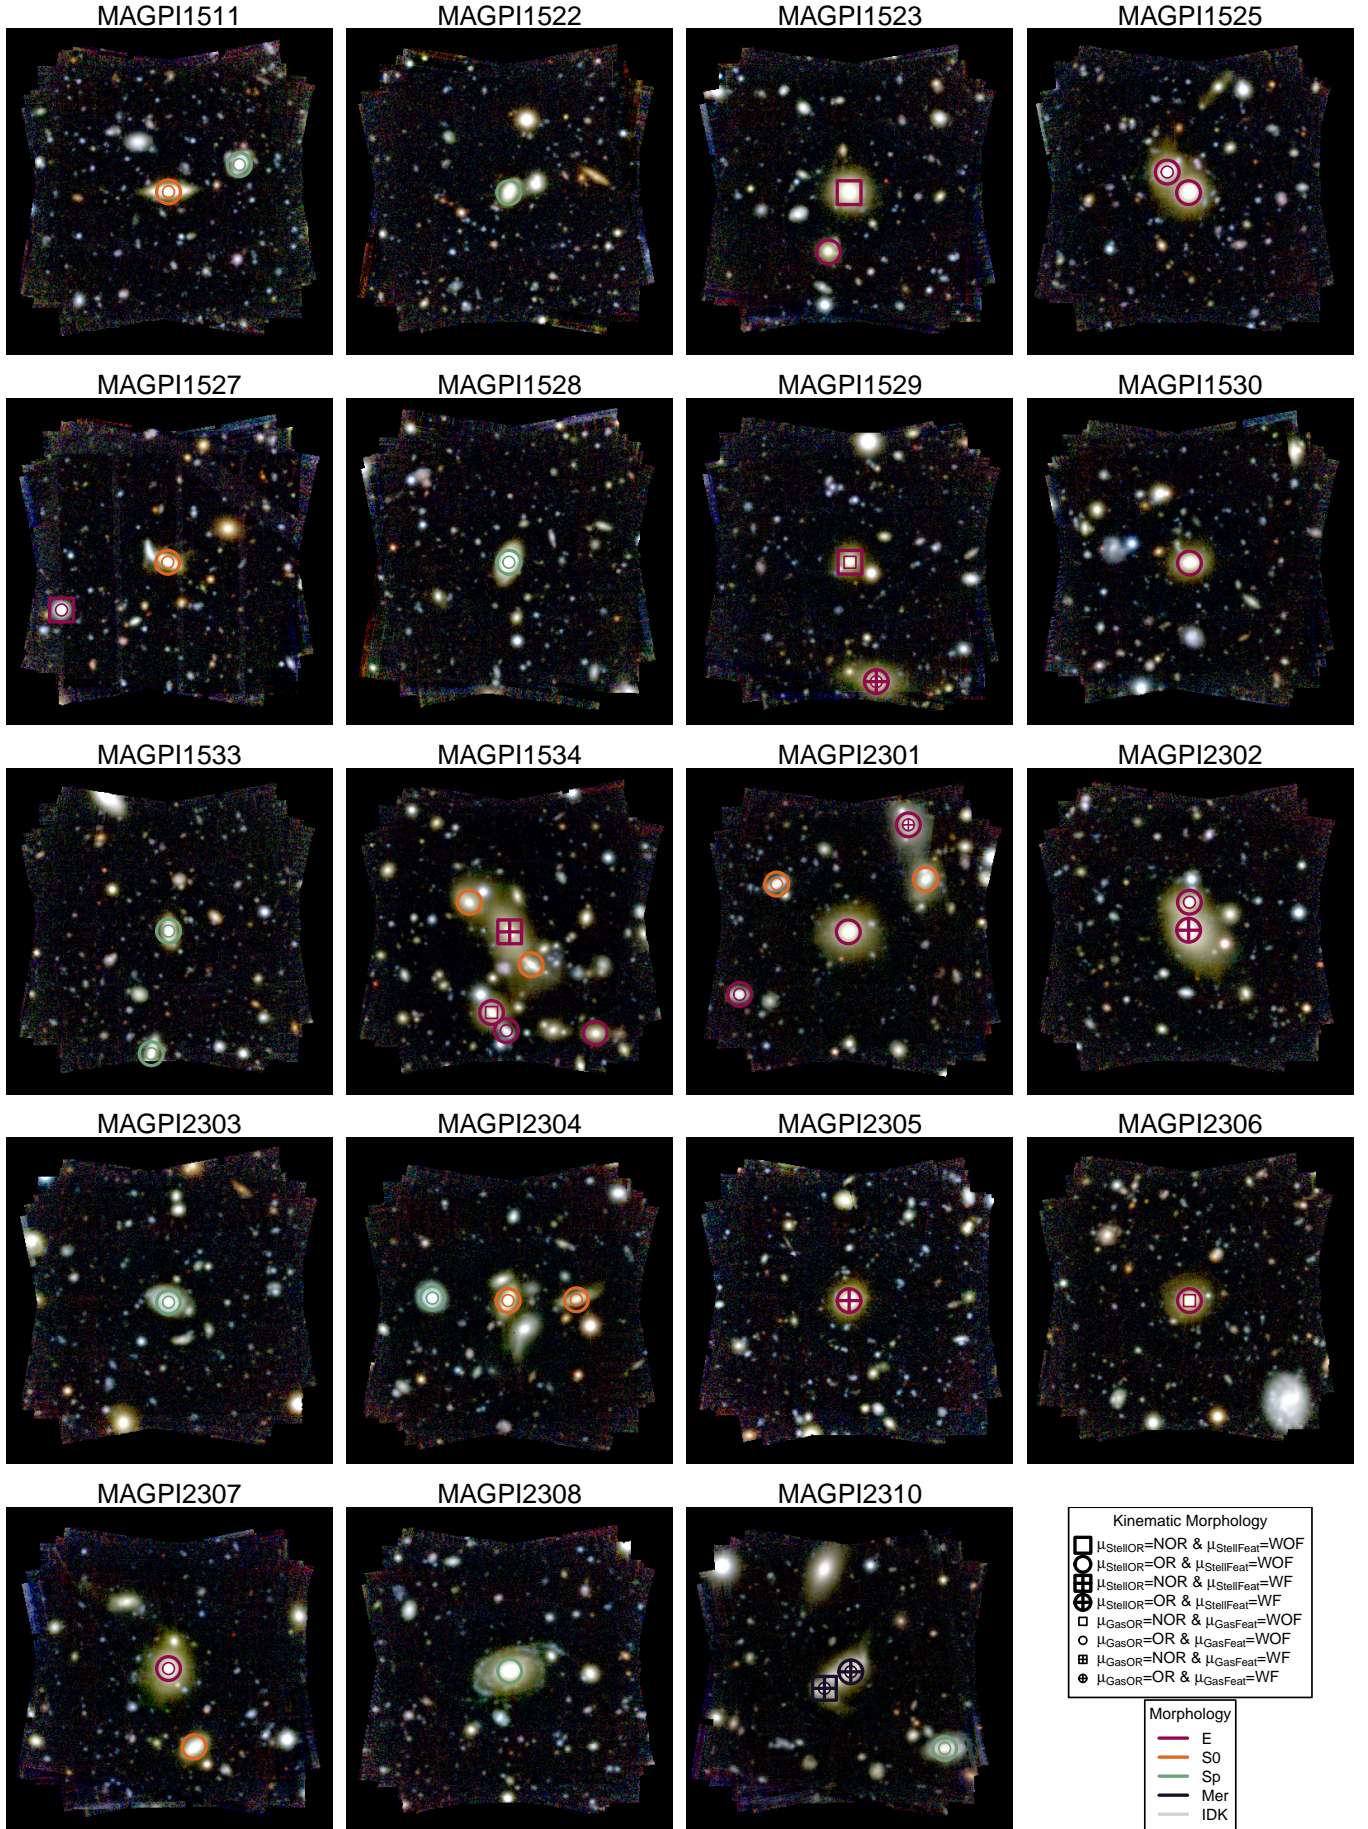 MAGPI1511 MAGPI1522 MAGPI1523 MAGPI1525
MAGPI1527 MAGPI1528 MAGPI1529 MAGPI1530
MAGPI1533 MAGPI1534 MAGPI2301 MAGPI2302
MAGPI2303 MAGPI2304 MAGPI2305 MAGPI2306
MAGPI2307 MAGPI2308 MAGPI2310
Kinematic Morphology
μStellOR=NOR & μStellFeat=WOF
μStellOR=OR & μStellFeat=WOF
μStellOR=NOR & μStellFeat=WF
μStellOR=OR & μStellFeat=WF
μGasOR=NOR & μGasFeat=WOF
μGasOR=OR & μGasFeat=WOF
μGasOR=NOR & μGasFeat=WF
μGasOR=OR & μGasFeat=WF
Morphology
E
S0
Sp
Mer
IDK